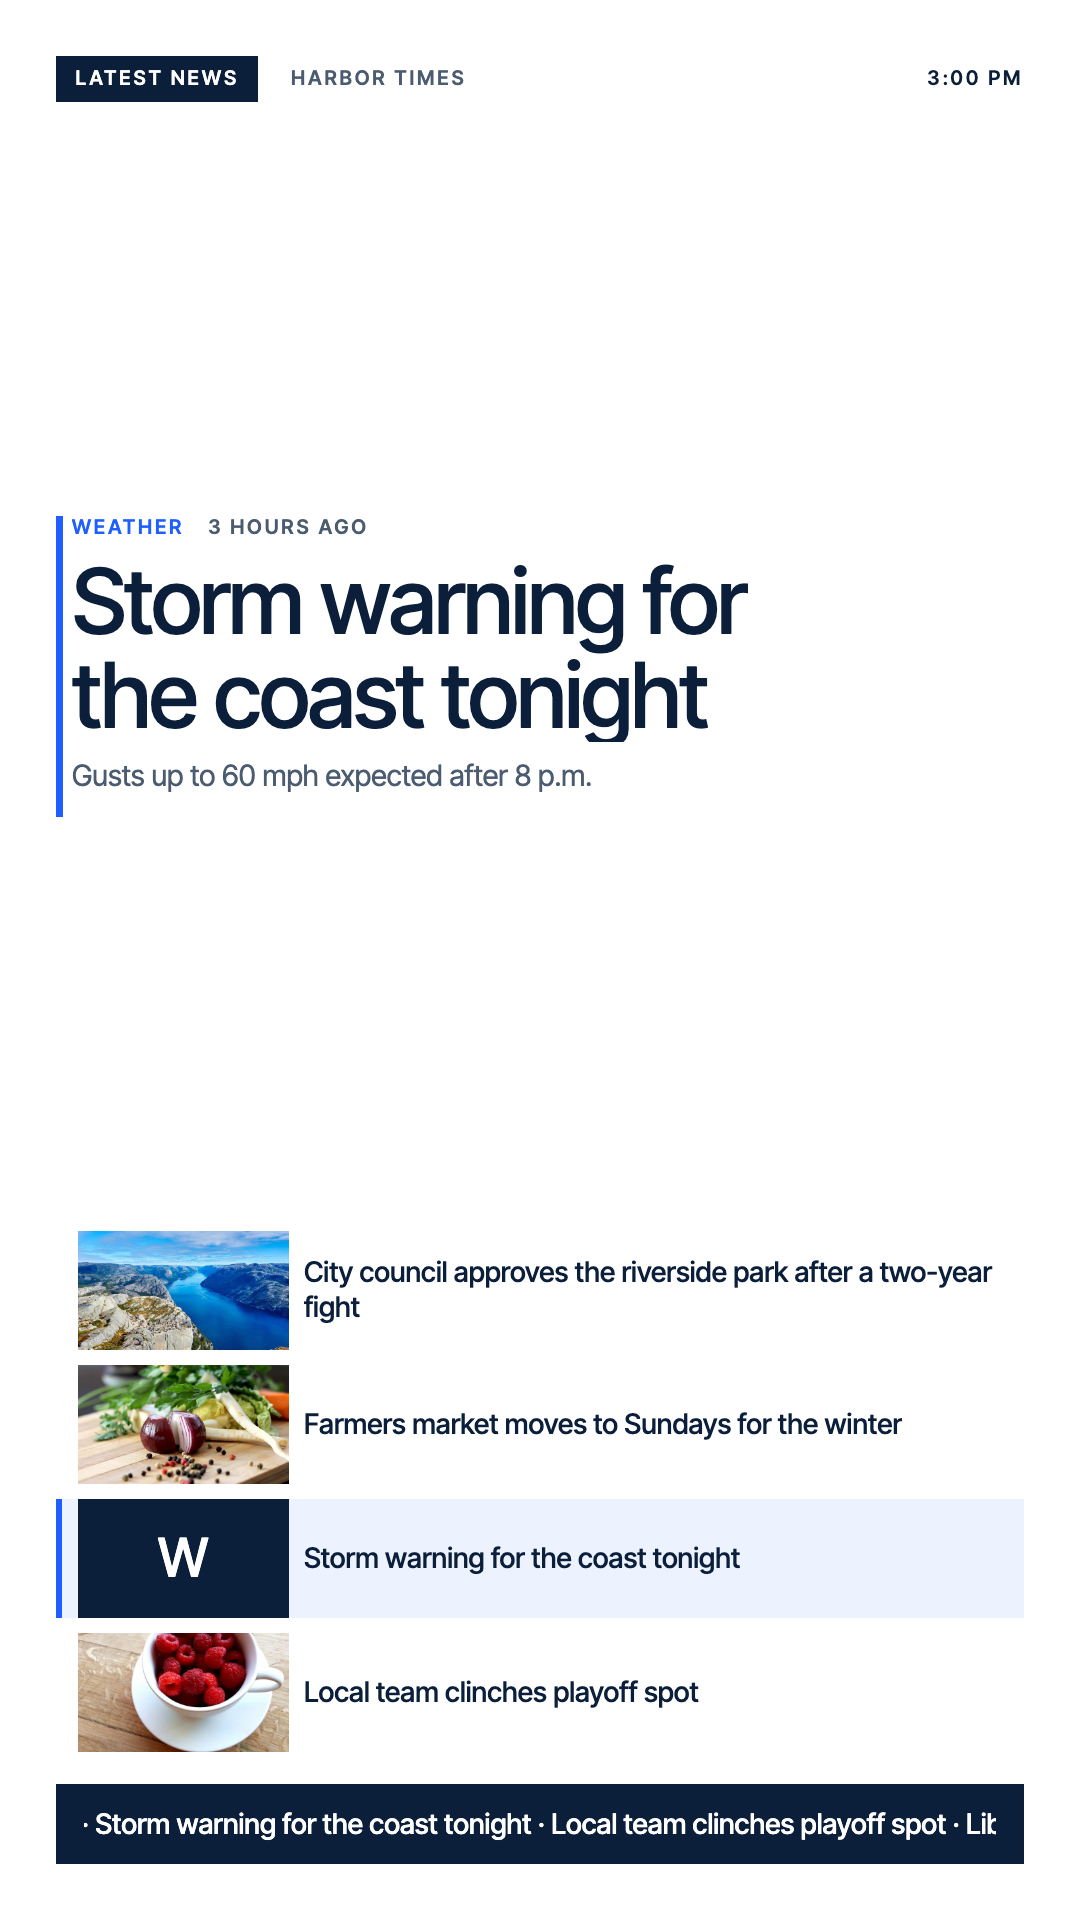 LATEST NEWS
HARBOR TIMES
3:00 PM
WEATHER 3 HOURS AGO
Storm warning for
the coast tonight
Gusts up to 60 mph expected after 8 p.m.
City council approves the riverside park after a two-year
fight
Farmers market moves to Sundays for the winter
W
Storm warning for the coast tonight
Local team clinches playoff spot
· Storm warning for the coast tonight · Local team clinches playoff spot ·